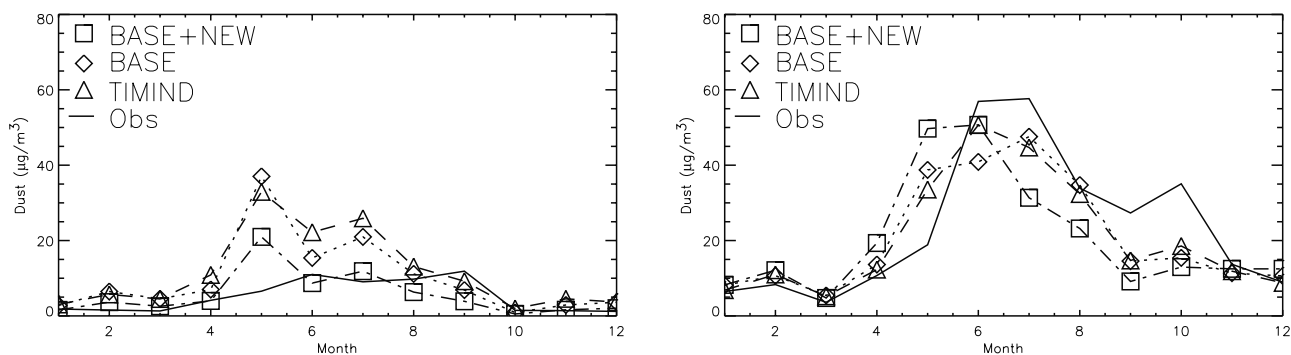 80
60
40
20
0
Dust (μg/m³)
BASE+NEW
BASE
TIMIND
Obs
2 4 6 8 10 12
Month
80
60
40
20
0
Dust (μg/m³)
BASE+NEW
BASE
TIMIND
Obs
2 4 6 8 10 12
Month